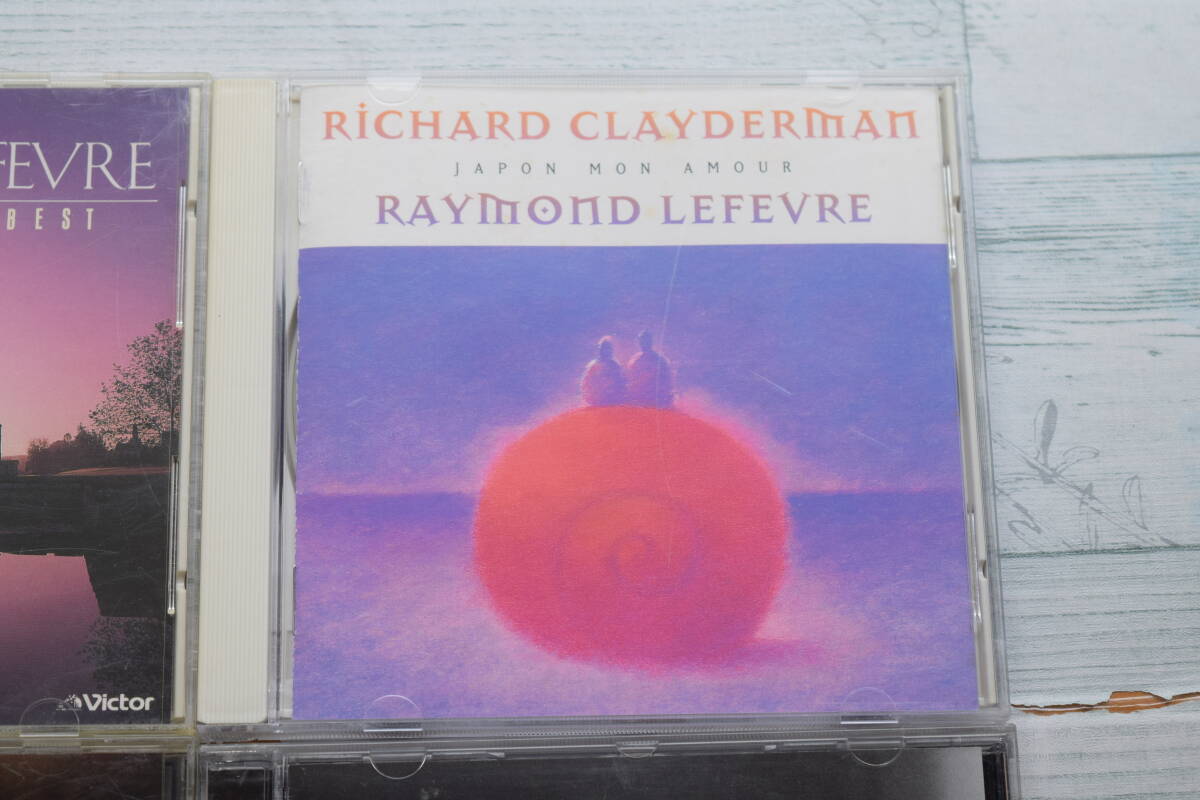 FEVRE
BEST
Victor
RICHARD CLAYDERMAN
JAPON MON AMOUR
RAYMOND LEFEVRE